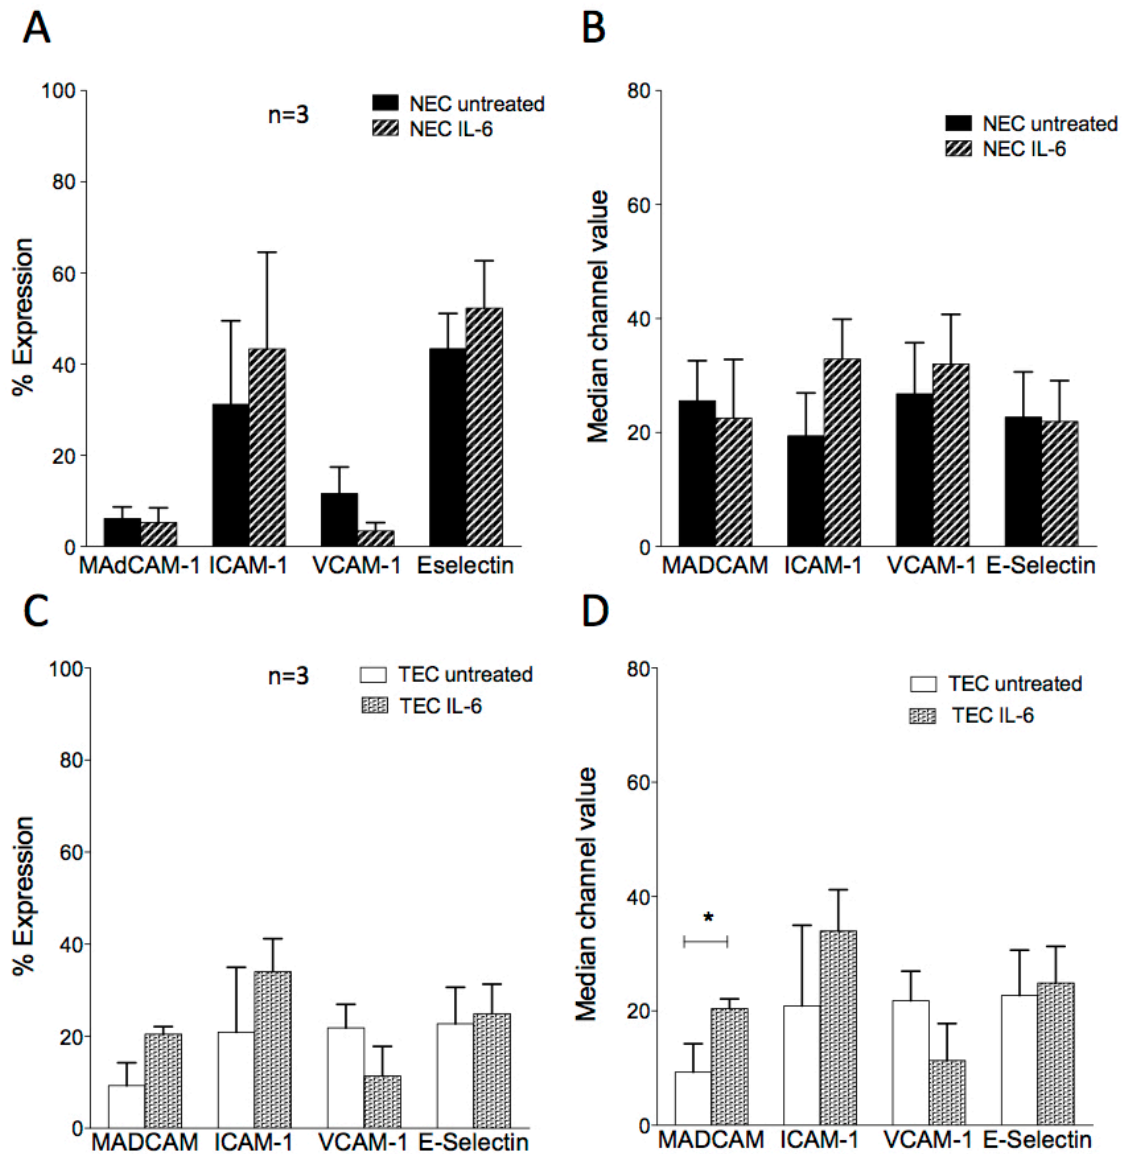 A
n=3
NEC untreated
NEC IL-6
% Expression
100
80
60
40
20
0
MAdCAM-1 ICAM-1 VCAM-1 Eselectin
B
NEC untreated
NEC IL-6
Median channel value
80
60
40
20
0
MADCAM ICAM-1 VCAM-1 E-Selectin
C
n=3
TEC untreated
TEC IL-6
% Expression
100
80
60
40
20
0
MADCAM ICAM-1 VCAM-1 E-Selectin
D
TEC untreated
TEC IL-6
Median channel value
80
60
40
20
0
*
MADCAM ICAM-1 VCAM-1 E-Selectin